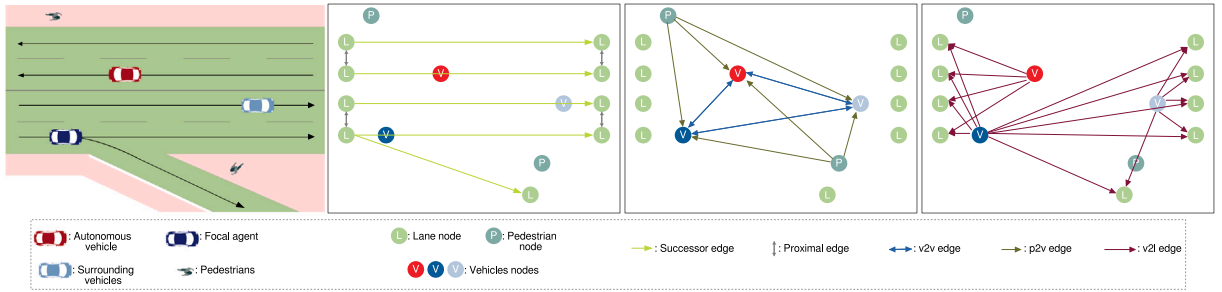 P
L L
L V L
L V L
L V L
P
L
P
L L
L V L
L V L
L V L
P
L
P
L L
L V L
L V L
L V L
P
L
: Autonomous
vehicle
: Focal agent
: Surrounding
vehicles
: Pedestrians
L : Lane node
P : Pedestrian
node
V V V : Vehicles nodes
: Successor edge
: Proximal edge
: v2v edge
: p2v edge
: v2l edge